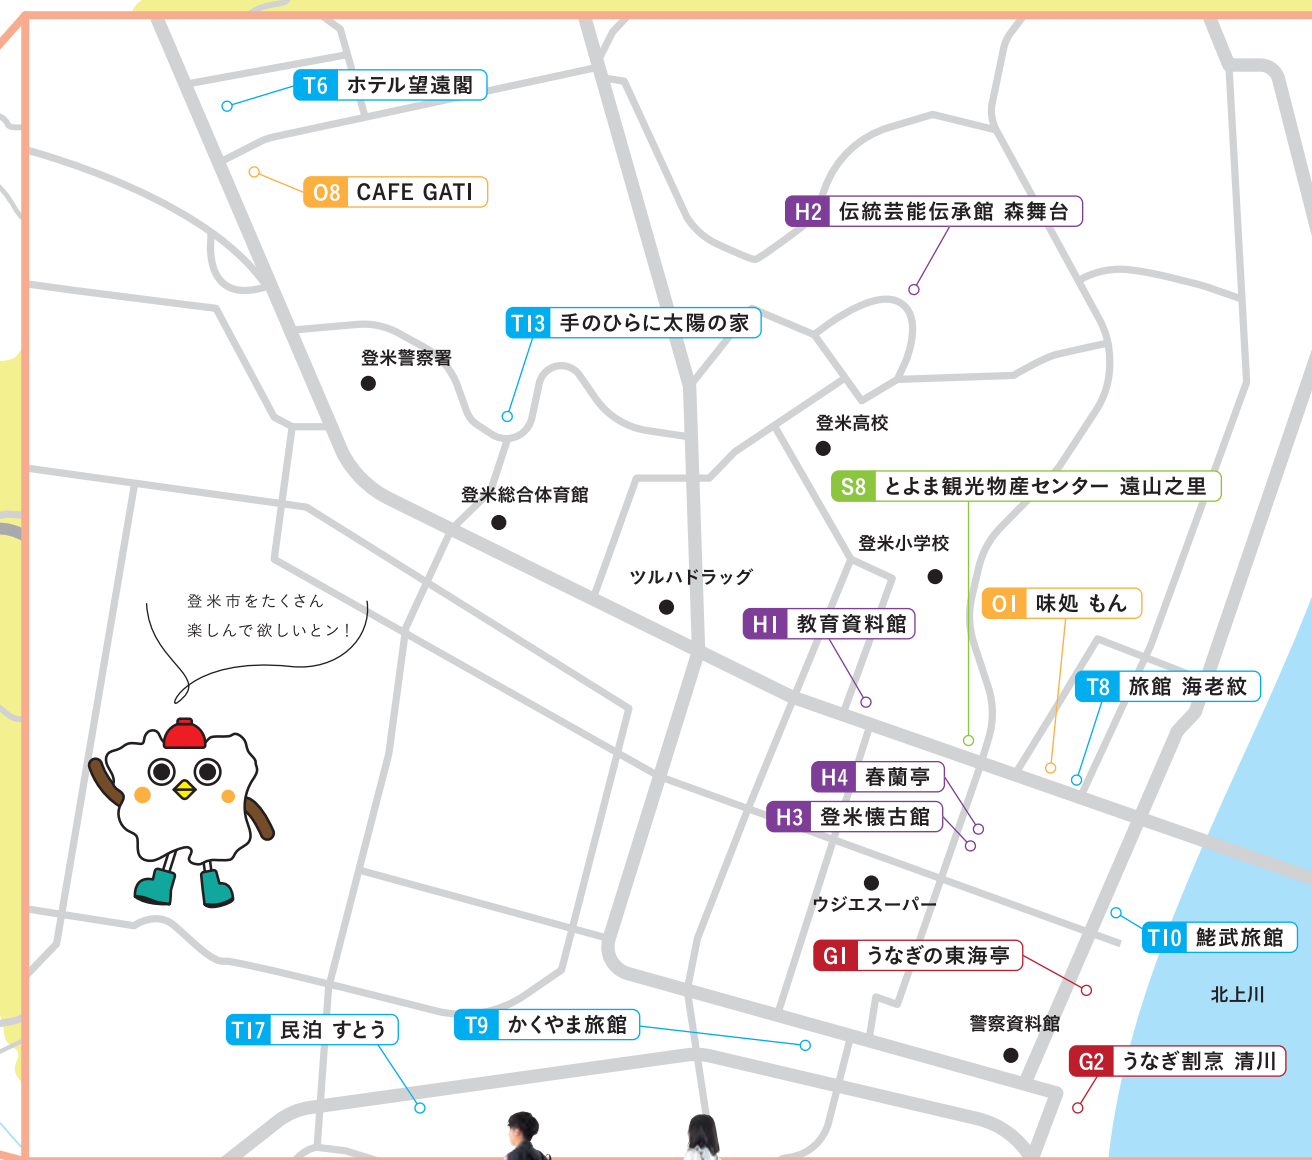 T6 ホテル望遠閣
O8 CAFE GATI
H2 伝統芸能伝承館 森舞台
T13 手のひらに太陽の家
登米警察署
登米高校
S8 とよま観光物産センター 遠山之里
登米総合体育館
登米小学校
ツルハドラッグ
O1 味処 もん
登米市をたくさん
楽しんで欲しいとン!
H1 教育資料館
T8 旅館 海老紋
H4 春蘭亭
H3 登米懐古館
ウジエスーパー
T10 鯱武旅館
G1 うなぎの東海亭
北上川
警察資料館
T9 かくやま旅館
T17 民泊 すとう
G2 うなぎ割烹 清川